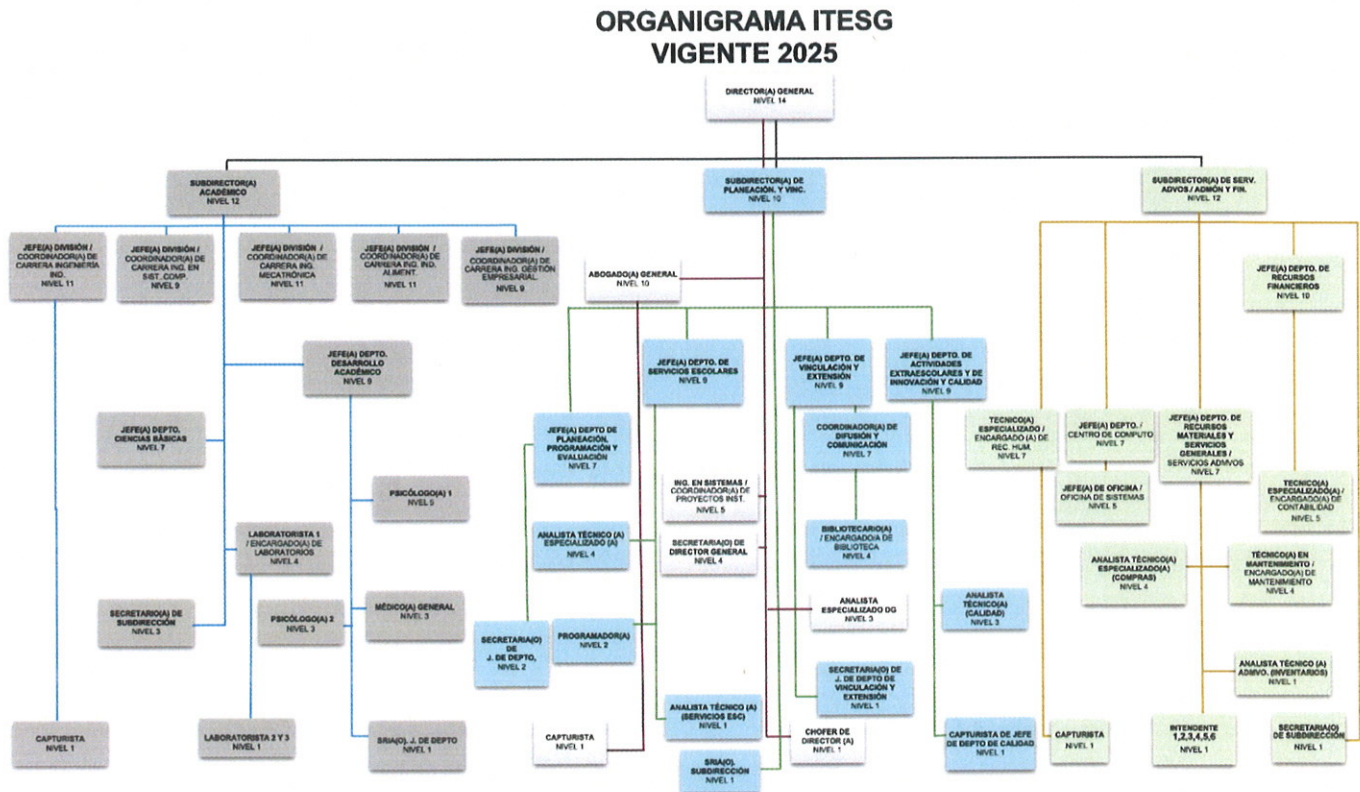 ORGANIGRAMA ITESG
VIGENTE 2025
DIRECTOR(A) GENERAL
NIVEL 14
SUBDIRECTOR(A)
ACADÉMICO
NIVEL 12
SUBDIRECTOR(A) DE
PLANEACIÓN. Y VINC.
NIVEL 10
SUBDIRECTOR(A) DE SERV.
ADVOS./ ADMÓN Y FIN.
NIVEL 12
JEFE(A) DIVISIÓN /
COORDINADOR(A) DE
CARRERA INGENIERÍA
IND.
NIVEL 11
JEFE(A) DIVISIÓN /
COORDINADOR(A) DE
CARRERA ING. EN
SIST. COMP.
NIVEL 9
JEFE(A) DIVISIÓN /
COORDINADOR(A) DE
CARRERA ING.
MECATRÓNICA
NIVEL 11
JEFE(A) DIVISIÓN /
COORDINADOR(A) DE
CARRERA ING. IND.
ALIMENT.
NIVEL 11
JEFE(A) DIVISIÓN /
COORDINADOR(A) DE
CARRERA ING. GESTIÓN
EMPRESARIAL.
NIVEL 9
ABOGADO(A) GENERAL
NIVEL 10
JEFE(A) DEPTO. DE
RECURSOS
FINANCIEROS
NIVEL 10
JEFE(A) DEPTO.
DESARROLLO
ACADÉMICO
NIVEL 9
JEFE(A) DEPTO. DE
SERVICIOS ESCOLARES
NIVEL 9
JEFE(A) DEPTO. DE
VINCULACIÓN Y
EXTENSIÓN
NIVEL 9
JEFE(A) DEPTO. DE
ACTIVIDADES
EXTRAESCOLARES Y DE
INNOVACIÓN Y CALIDAD
NIVEL 9
JEFE(A) DEPTO.
CIENCIAS BÁSICAS
NIVEL 7
JEFE(A) DEPTO DE
PLANEACIÓN,
PROGRAMACIÓN Y
EVALUACIÓN
NIVEL 7
COORDINADOR(A) DE
DIFUSIÓN Y
COMUNICACIÓN
NIVEL 7
TECNICO(A)
ESPECIALIZADO /
ENCARGADO (A) DE
REC. HUM.
NIVEL 7
JEFE(A) DEPTO. /
CENTRO DE COMPUTO
NIVEL 7
JEFE(A) DEPTO. DE
RECURSOS
MATERIALES Y
SERVICIOS
GENERALES /
SERVICIOS ADMVOS
NIVEL 7
PSICÓLOGO(A) 1
NIVEL 5
ING. EN SISTEMAS /
COORDINADOR(A) DE
PROYECTOS INST.
NIVEL 5
JEFE(A) DE OFICINA /
OFICINA DE SISTEMAS
NIVEL 5
TECNICO(A)
ESPECIALIZADO(A) /
ENCARGADO(A) DE
CONTABILIDAD
NIVEL 5
LABORATORISTA 1
/ ENCARGADO(A) DE
LABORATORIOS
NIVEL 4
ANALISTA TÉCNICO (A)
ESPECIALIZADO (A)
NIVEL 4
SECRETARIA(O) DE
DIRECTOR GENERAL
NIVEL 4
BIBLIOTECARIO(A)
/ ENCARGADO/A DE
BIBLIOTECA
NIVEL 4
ANALISTA TÉCNICO(A)
ESPECIALIZADO(A)
(COMPRAS)
NIVEL 4
TÉCNICO(A) EN
MANTENIMIENTO /
ENCARGADO(A) DE
MANTENIMIENTO
NIVEL 4
SECRETARIO(A) DE
SUBDIRECCIÓN
NIVEL 3
PSICÓLOGO(A) 2
NIVEL 3
MÉDICO(A) GENERAL
NIVEL 3
ANALISTA
ESPECIALIZADO DG
NIVEL 3
ANALISTA
TÉCNICO(A)
(CALIDAD)
NIVEL 3
SECRETARIA(O)
DE
J. DE DEPTO,
NIVEL 2
PROGRAMADOR(A)
NIVEL 2
SECRETARIA(O) DE
J. DE DEPTO DE
VINCULACIÓN Y
EXTENSIÓN
NIVEL 1
ANALISTA TÉCNICO (A)
ADMVO. (INVENTARIOS)
NIVEL 1
CAPTURISTA
NIVEL 1
LABORATORISTA 2 Y 3
NIVEL 1
SRIA(O). J. DE DEPTO
NIVEL 1
CAPTURISTA
NIVEL 1
ANALISTA TÉCNICO (A)
(SERVICIOS ESC)
NIVEL 1
SRIA(O).
SUBDIRECCIÓN
NIVEL 1
CHOFER DE
DIRECTOR (A)
NIVEL 1
CAPTURISTA DE JEFE
DE DEPTO DE CALIDAD
NIVEL 1
CAPTURISTA
NIVEL 1
INTENDENTE
1,2,3,4,5,6
NIVEL 1
SECRETARIA(O)
DE SUBDIRECCIÓN
NIVEL 1